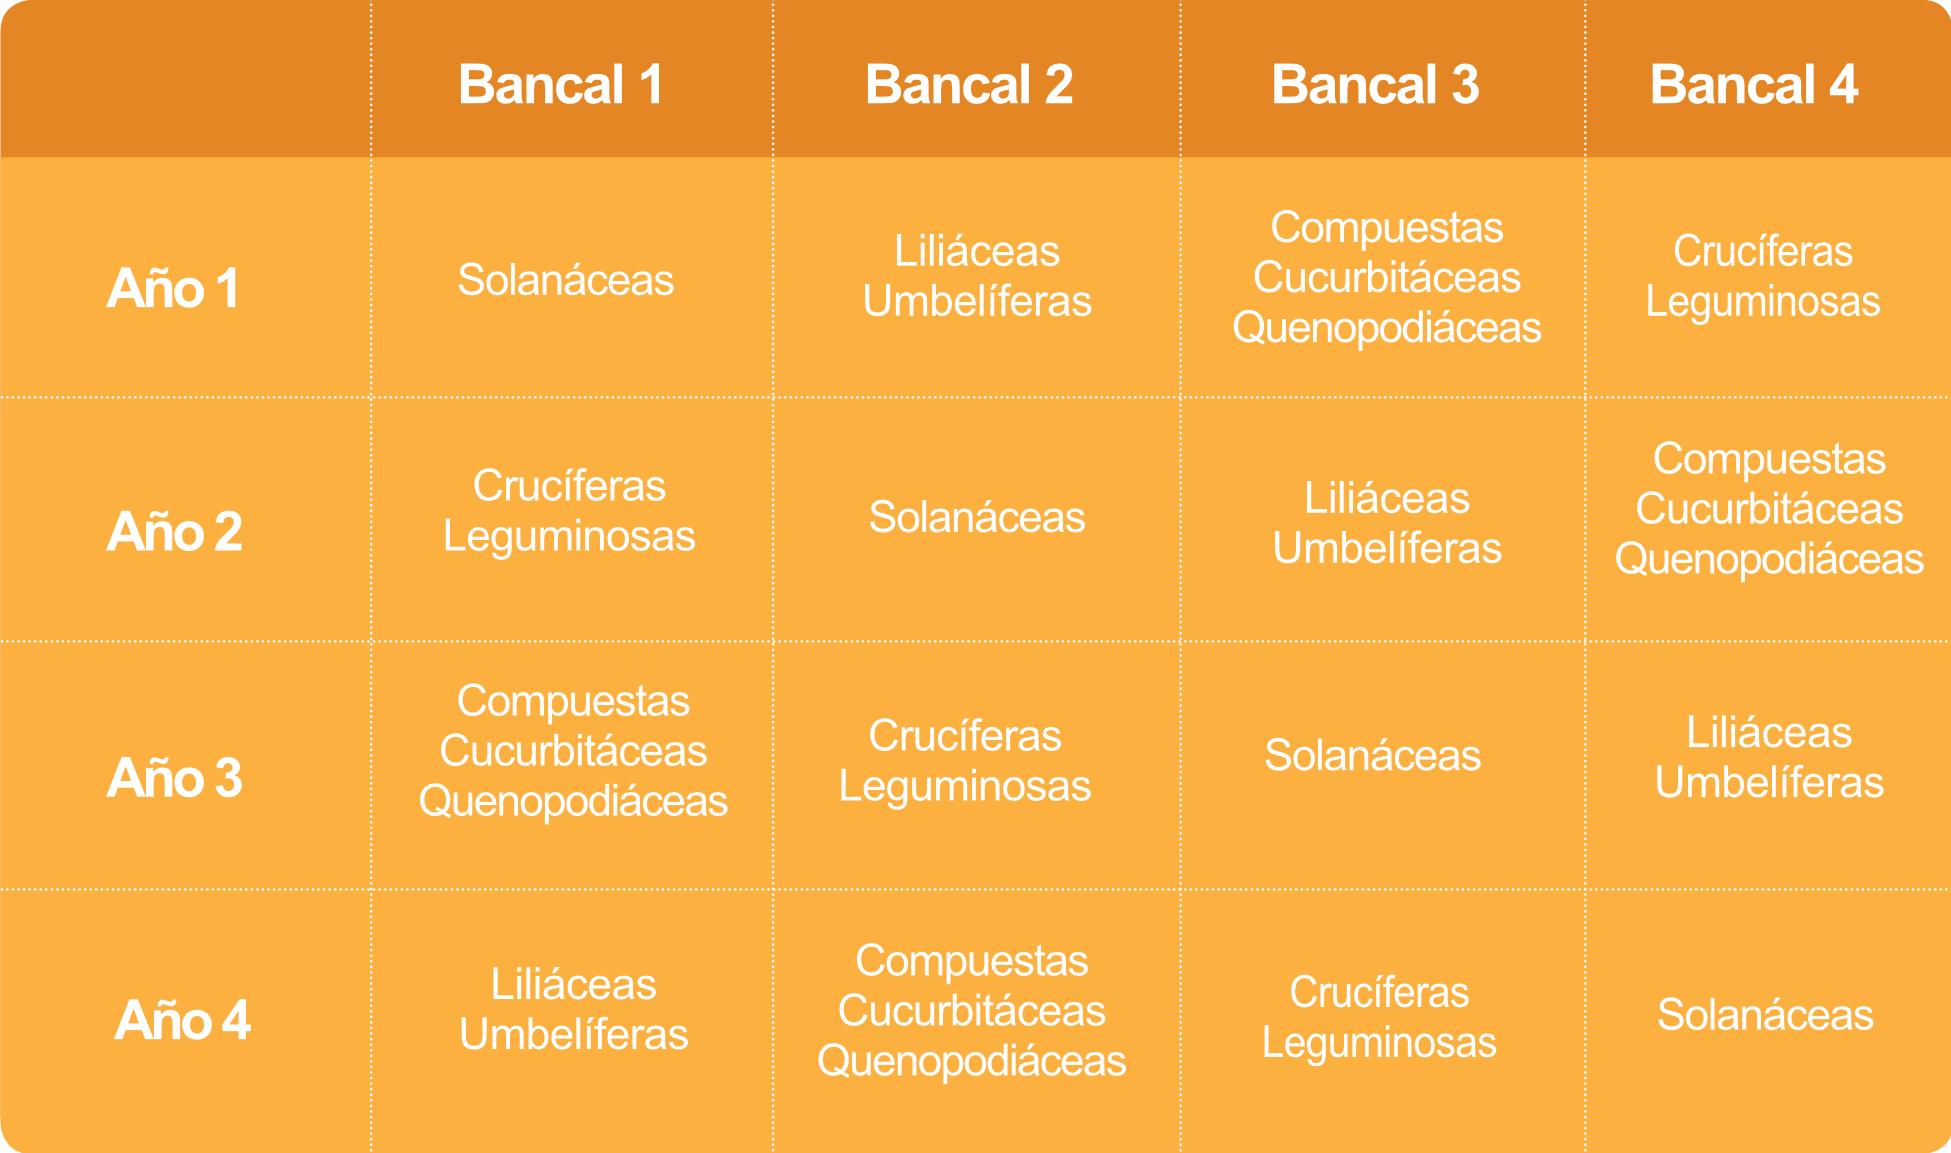 Bancal 1
Bancal 2
Bancal 3
Bancal 4
Año 1
Solanáceas
Liliáceas
Umbelíferas
Compuestas
Cucurbitáceas
Quenopodiáceas
Crucíferas
Leguminosas
Año 2
Crucíferas
Leguminosas
Solanáceas
Liliáceas
Umbelíferas
Compuestas
Cucurbitáceas
Quenopodiáceas
Año 3
Compuestas
Cucurbitáceas
Quenopodiáceas
Crucíferas
Leguminosas
Solanáceas
Liliáceas
Umbelíferas
Año 4
Liliáceas
Umbelíferas
Compuestas
Cucurbitáceas
Quenopodiáceas
Crucíferas
Leguminosas
Solanáceas